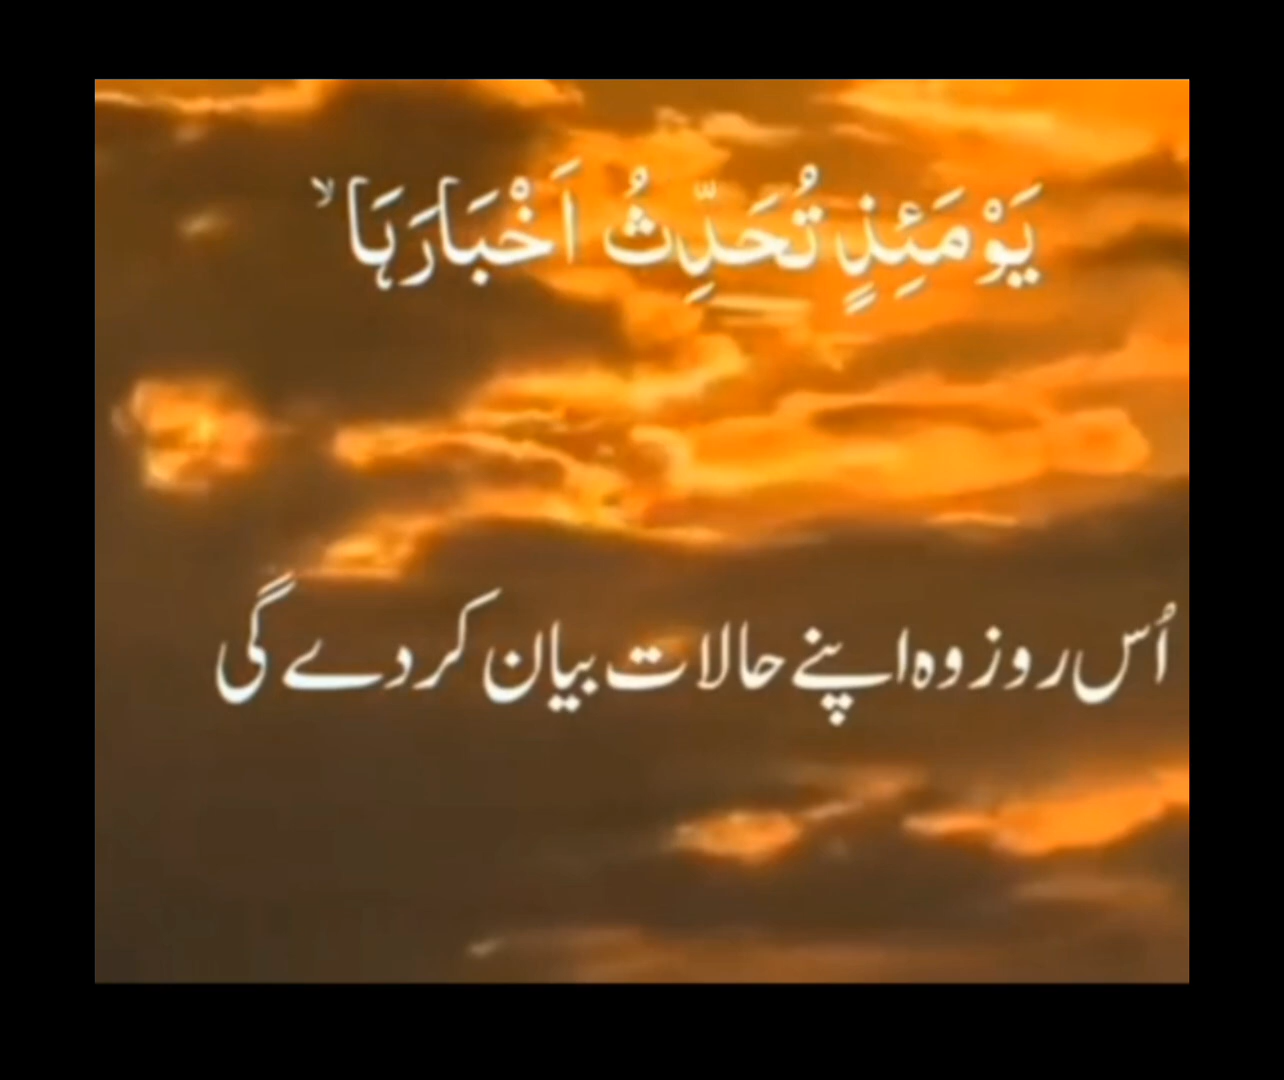 يَوْمَئِذٍ تُحَدِّثُ اَخْبَارَہَا ۙ
اُس روز وہ اپنے حالات بیان کر دے گی